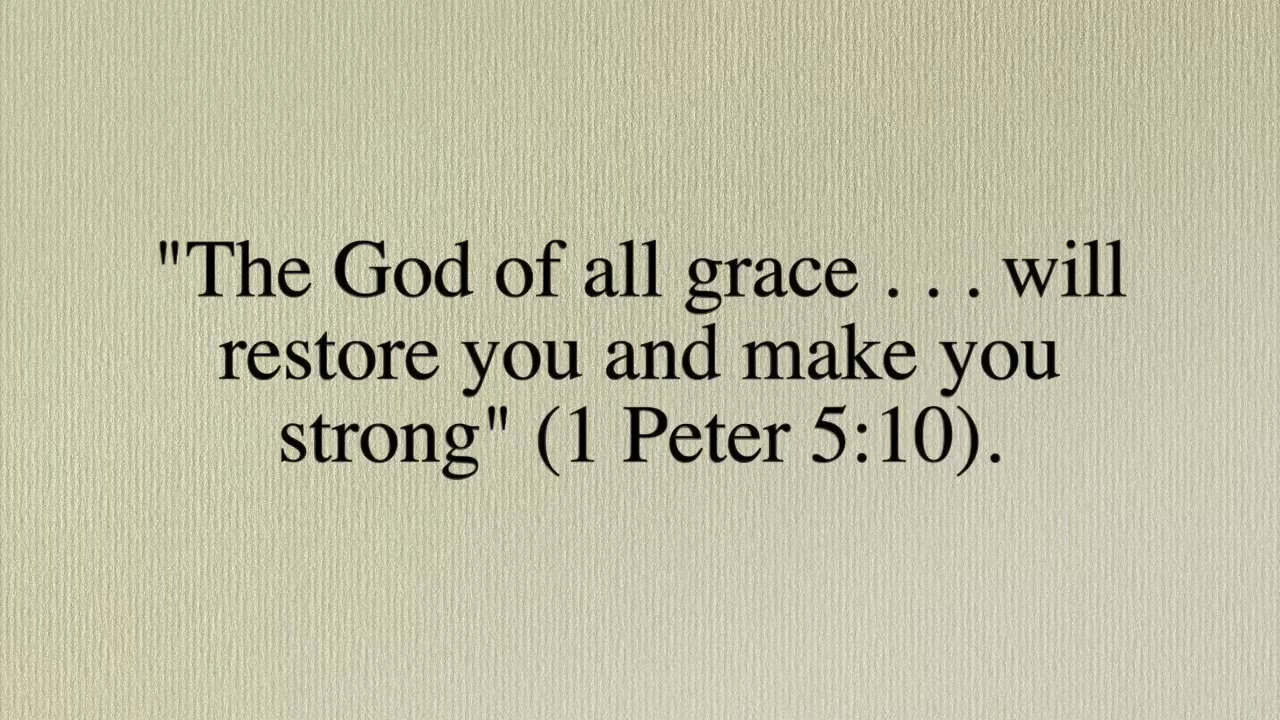 "The God of all grace . . . will
restore you and make you
strong" (1 Peter 5:10).